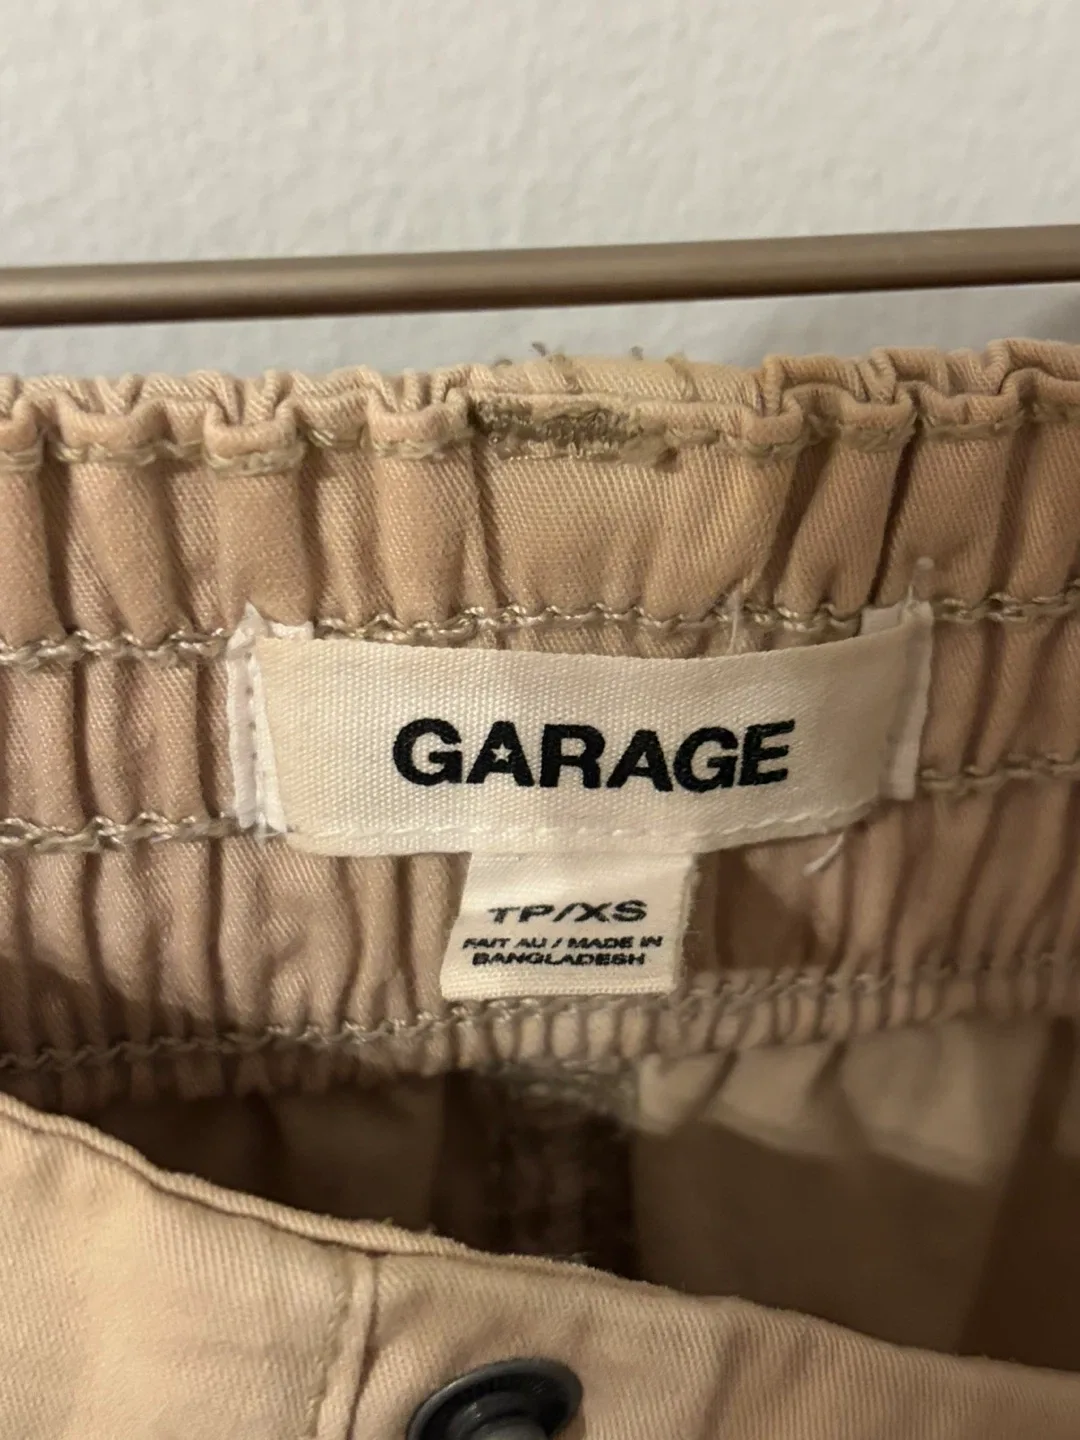 GARAGE
TP/XS
FAIT AU / MADE IN
BANGLADESH